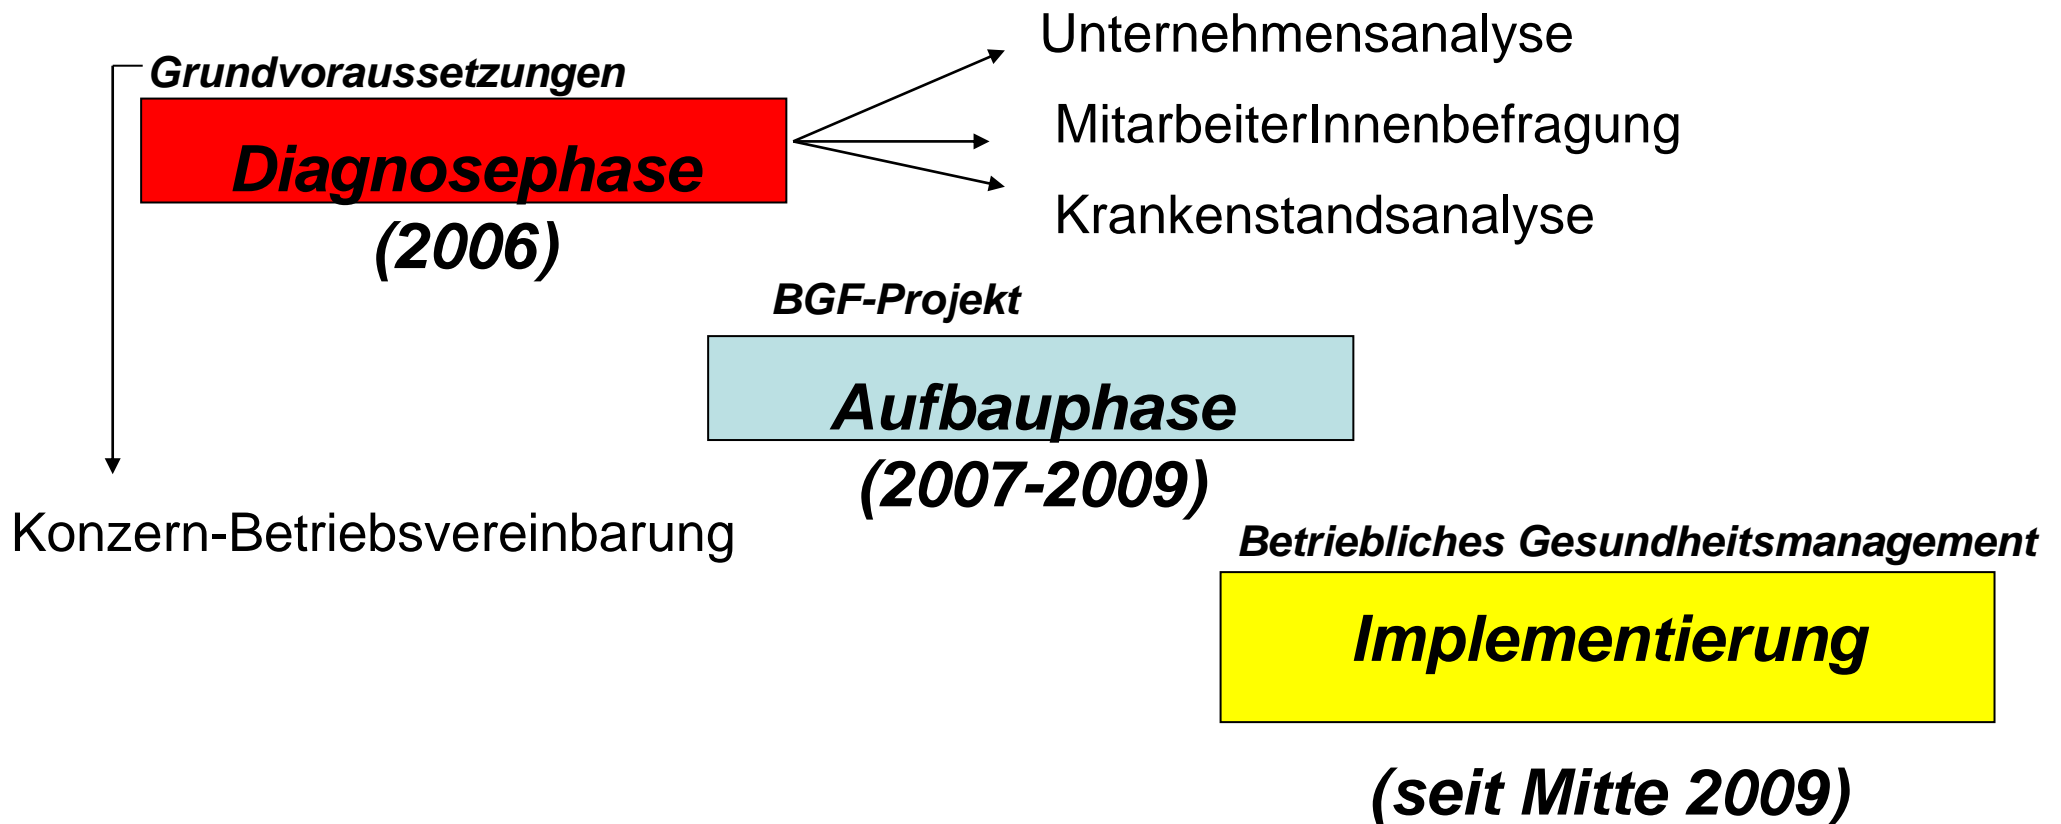 Grundvoraussetzungen
Diagnosephase
(2006)
Unternehmensanalyse
MitarbeiterInnenbefragung
Krankenstandsanalyse
BGF-Projekt
Aufbauphase
(2007-2009)
Konzern-Betriebsvereinbarung
Betriebliches Gesundheitsmanagement
Implementierung
(seit Mitte 2009)